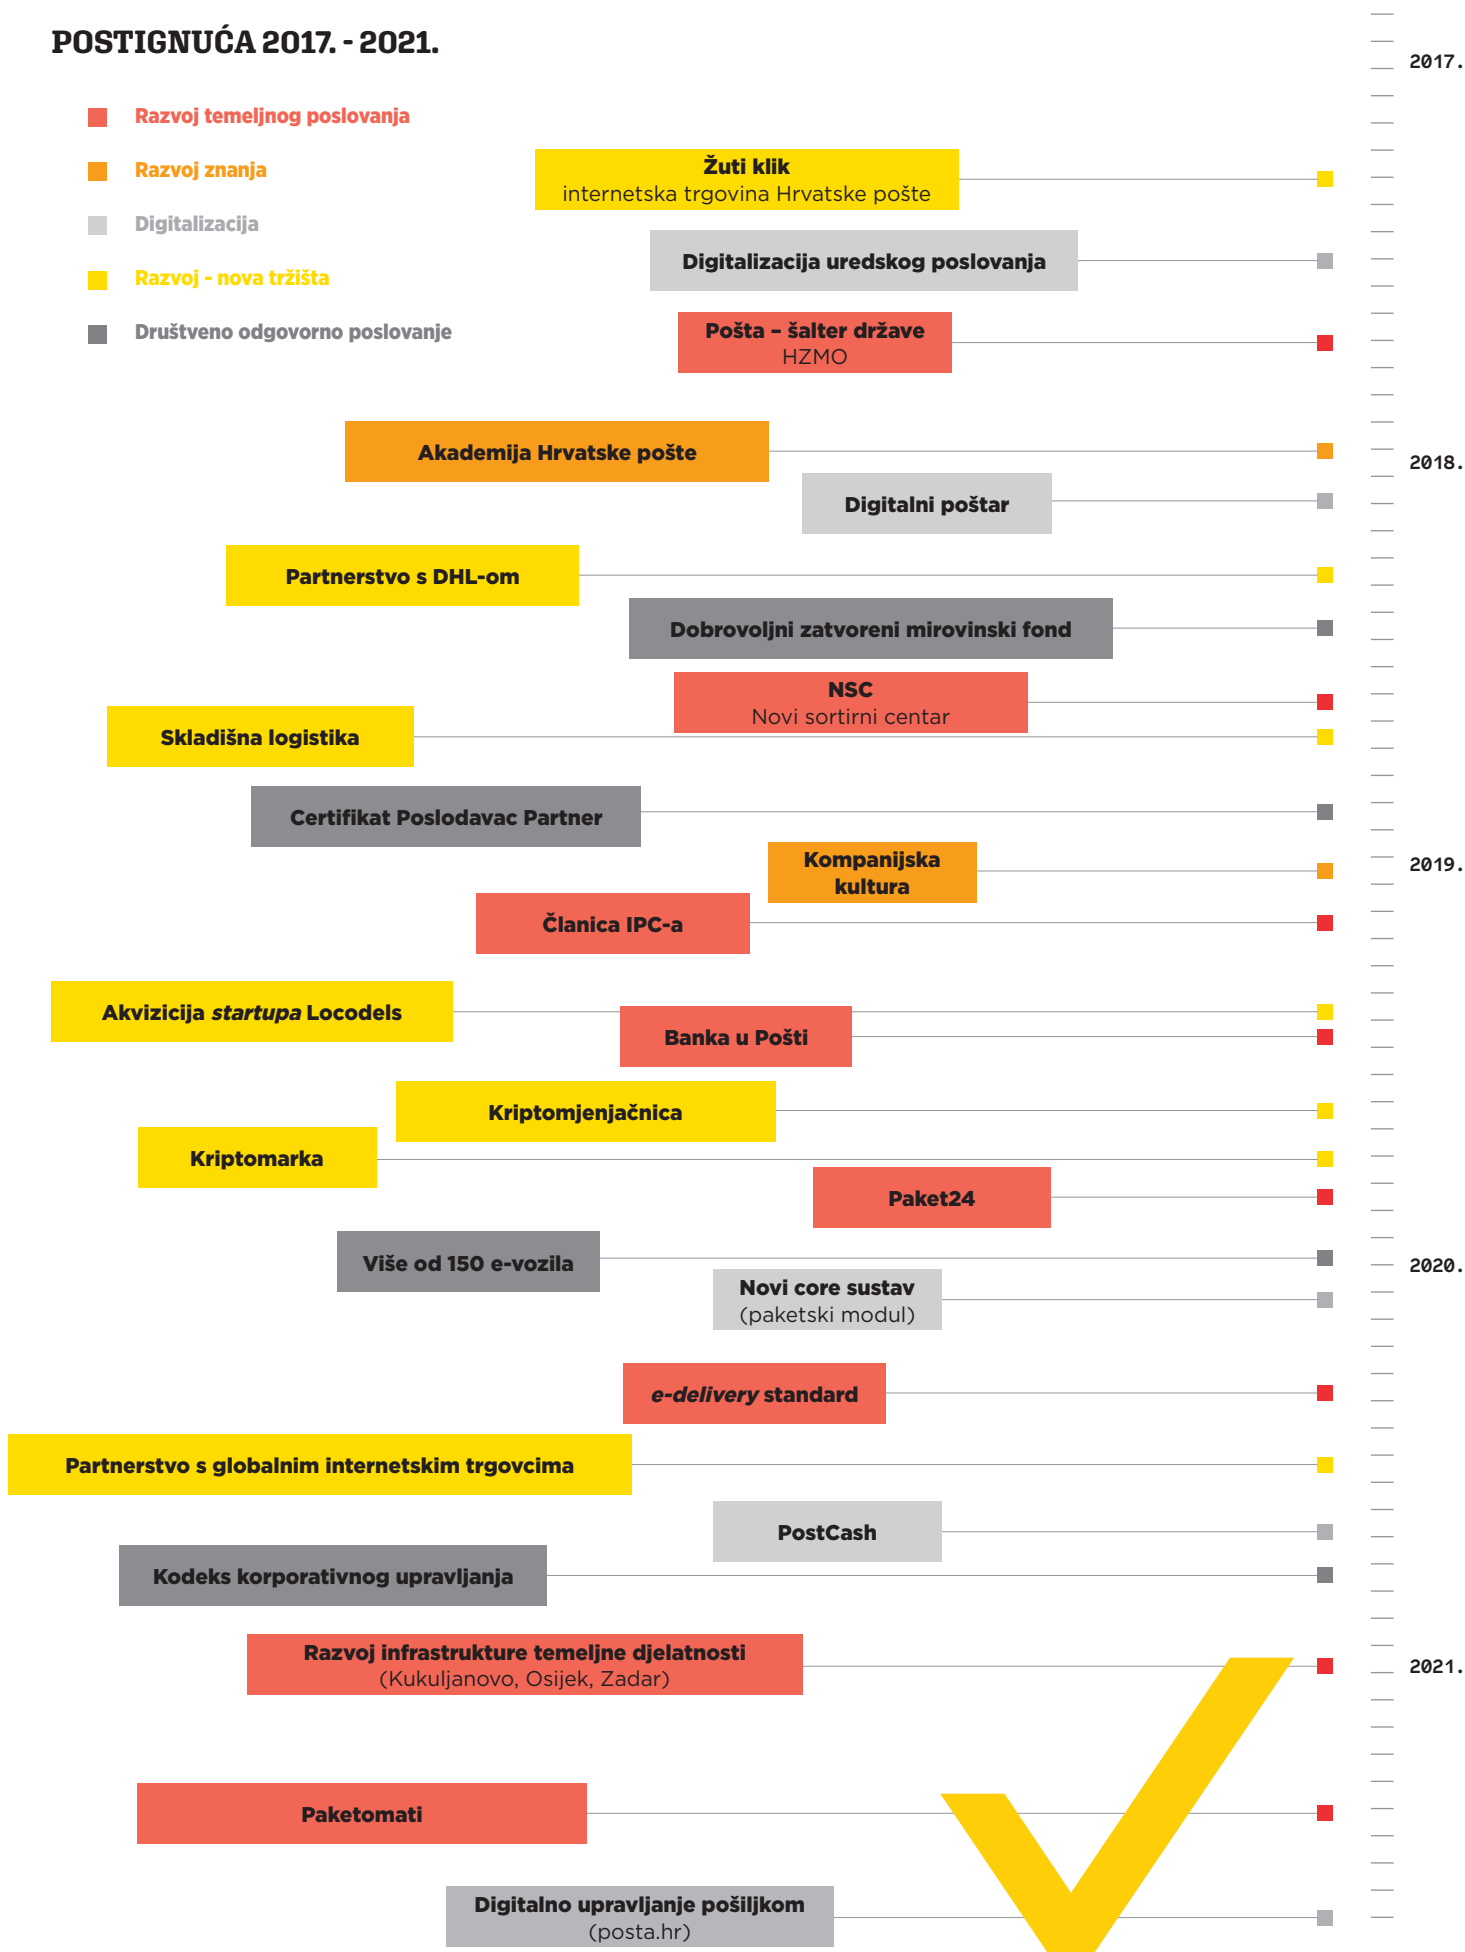 POSTIGNUĆA 2017. - 2021.
Razvoj temeljnog poslovanja
Razvoj znanja
Digitalizacija
Razvoj - nova tržišta
Društveno odgovorno poslovanje
2017.
Žuti klik
internetska trgovina Hrvatske pošte
Digitalizacija uredskog poslovanja
Pošta – šalter države
HZMO
Akademija Hrvatske pošte
2018.
Digitalni poštar
Partnerstvo s DHL-om
Dobrovoljni zatvoreni mirovinski fond
NSC
Novi sortirni centar
Skladišna logistika
Certifikat Poslodavac Partner
Kompanijska
kultura
2019.
Članica IPC-a
Akvizicija startupa Locodels
Banka u Pošti
Kriptomjenjačnica
Kriptomarka
Paket24
Više od 150 e-vozila
2020.
Novi core sustav
(paketski modul)
e-delivery standard
Partnerstvo s globalnim internetskim trgovcima
PostCash
Kodeks korporativnog upravljanja
Razvoj infrastrukture temeljne djelatnosti
(Kukuljanovo, Osijek, Zadar)
2021.
Paketomati
Digitalno upravljanje pošiljkom
(posta.hr)